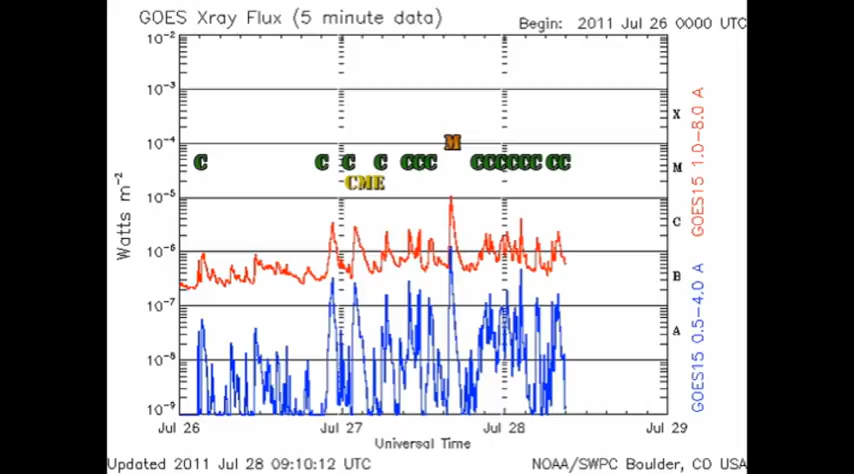 GOES Xray Flux (5 minute data)
Begin: 2011 Jul 26 0000 UTC
10-2
10-3
10-4
10-5
10-6
10-7
10-8
10-9
Watts m-2
X
M
C
B
A
GOES15 1.0-8.0 A
GOES15 0.5-4.0 A
M
C C C C CCC CCCCCCC CC
CME
Jul 26 Jul 27 Jul 28 Jul 29
Universal Time
Updated 2011 Jul 28 09:10:12 UTC
NOAA/SWPC Boulder, CO USA